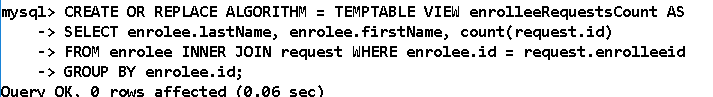 mysql> CREATE OR REPLACE ALGORITHM = TEMPTABLE VIEW enrolleeRequestsCount AS
-> SELECT enrolee.lastName, enrolee.firstName, count(request.id)
-> FROM enrolee INNER JOIN request WHERE enrolee.id = request.enrolleeid
-> GROUP BY enrolee.id;
Query OK, 0 rows affected (0.06 sec)